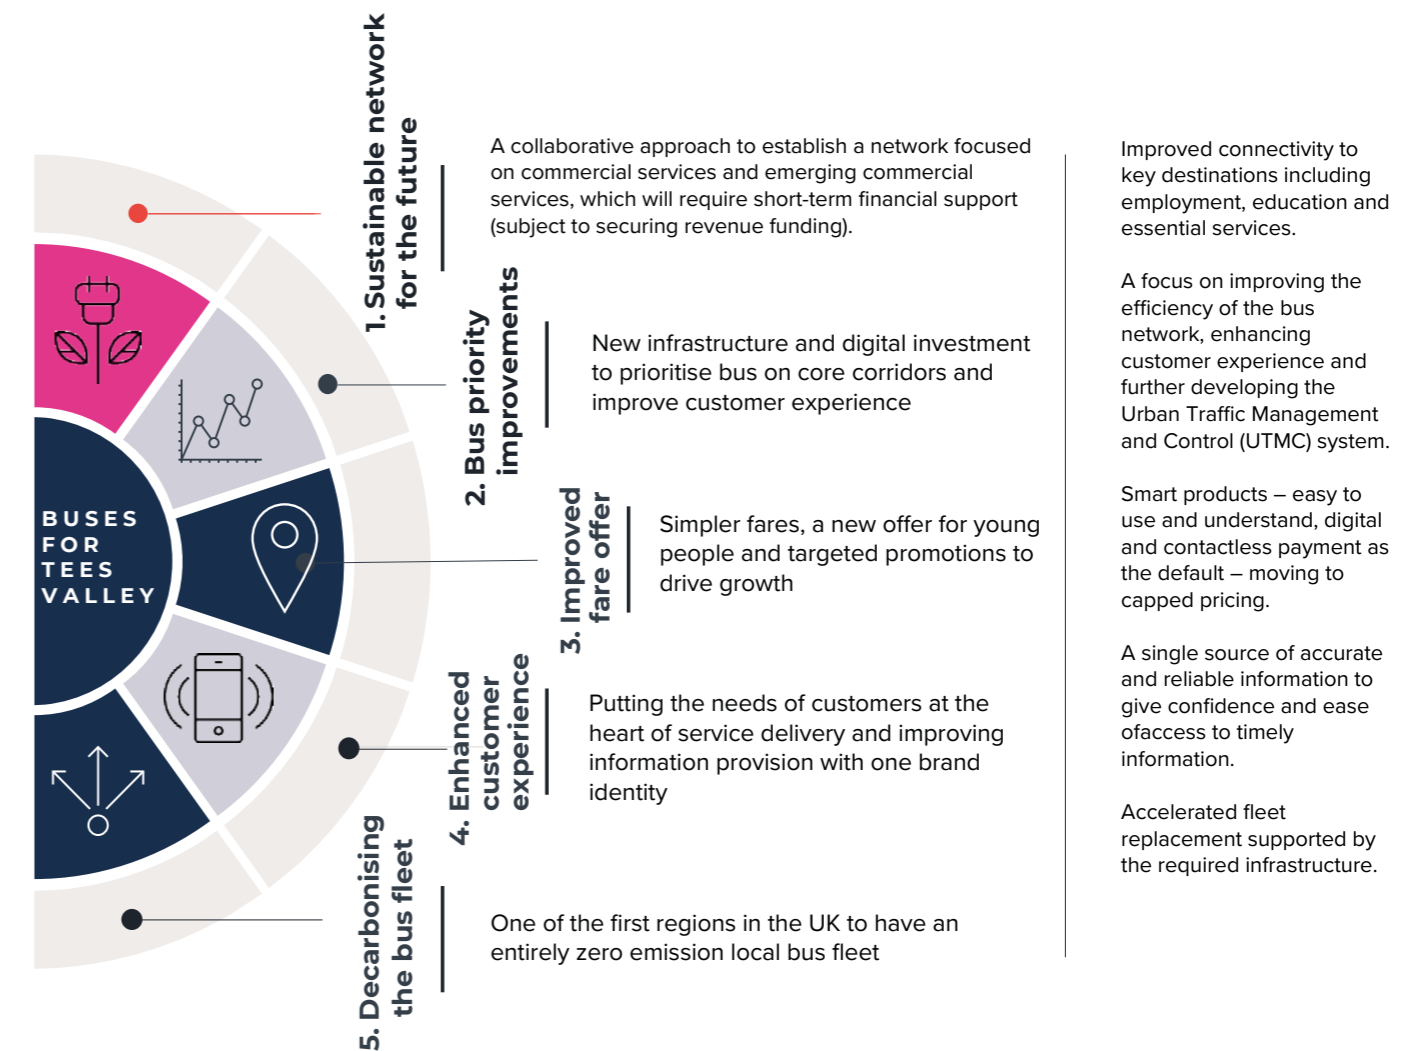 BUSES
FOR
TEES
VALLEY
1. Sustainable network
for the future
A collaborative approach to establish a network focused
on commercial services and emerging commercial
services, which will require short-term financial support
(subject to securing revenue funding).
2. Bus priority
improvements
New infrastructure and digital investment
to prioritise bus on core corridors and
improve customer experience
3. Improved
fare offer
Simpler fares, a new offer for young
people and targeted promotions to
drive growth
4. Enhanced
customer
experience
Putting the needs of customers at the
heart of service delivery and improving
information provision with one brand
identity
5. Decarbonising
the bus fleet
One of the first regions in the UK to have an
entirely zero emission local bus fleet
Improved connectivity to
key destinations including
employment, education and
essential services.
A focus on improving the
efficiency of the bus
network, enhancing
customer experience and
further developing the
Urban Traffic Management
and Control (UTMC) system.
Smart products – easy to
use and understand, digital
and contactless payment as
the default – moving to
capped pricing.
A single source of accurate
and reliable information to
give confidence and ease
ofaccess to timely
information.
Accelerated fleet
replacement supported by
the required infrastructure.